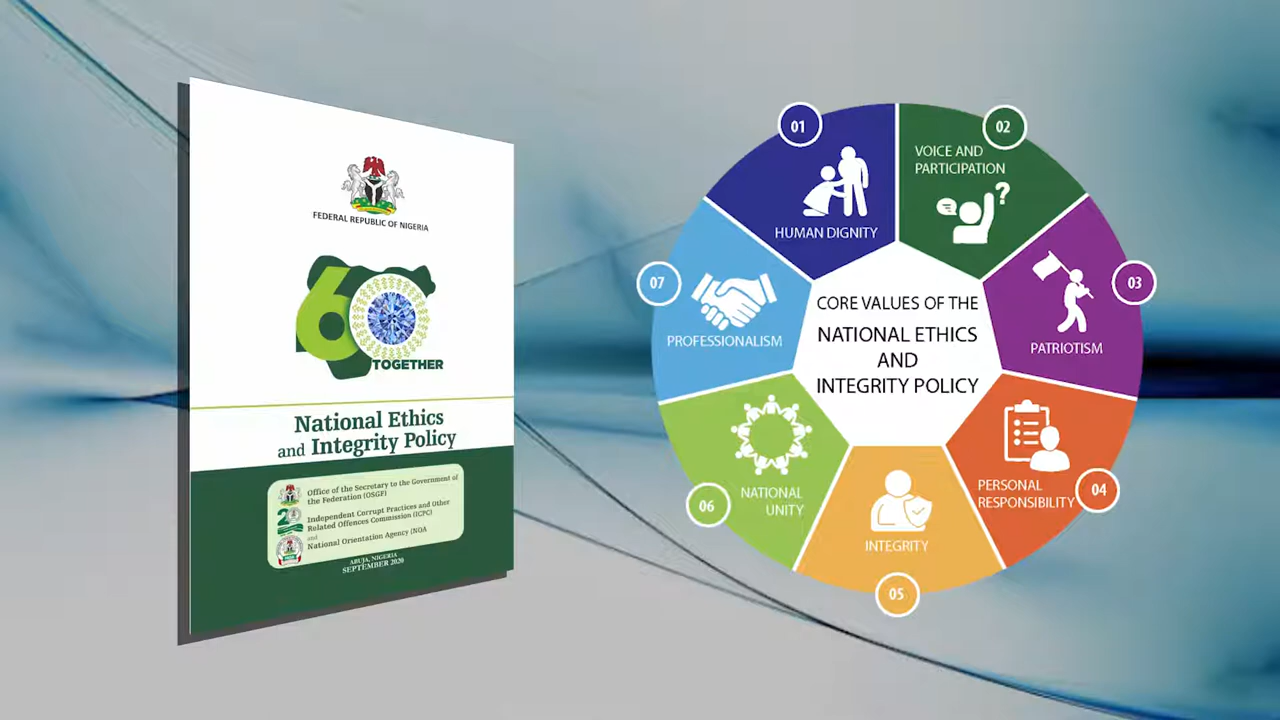 FEDERAL REPUBLIC OF NIGERIA
60
TOGETHER
National Ethics
and Integrity Policy
Office of the Secretary to the Government of
the Federation (OSGF)
Independent Corrupt Practices and Other
Related Offences Commission (ICPC)
and
National Orientation Agency (NOA
ABUJA, NIGERIA
SEPTEMBER 2020
01
HUMAN DIGNITY
02
VOICE AND
PARTICIPATION
?
03
PATRIOTISM
PERSONAL
RESPONSIBILITY
04
INTEGRITY
05
06
NATIONAL
UNITY
07
PROFESSIONALISM
CORE VALUES OF THE
NATIONAL ETHICS
AND
INTEGRITY POLICY